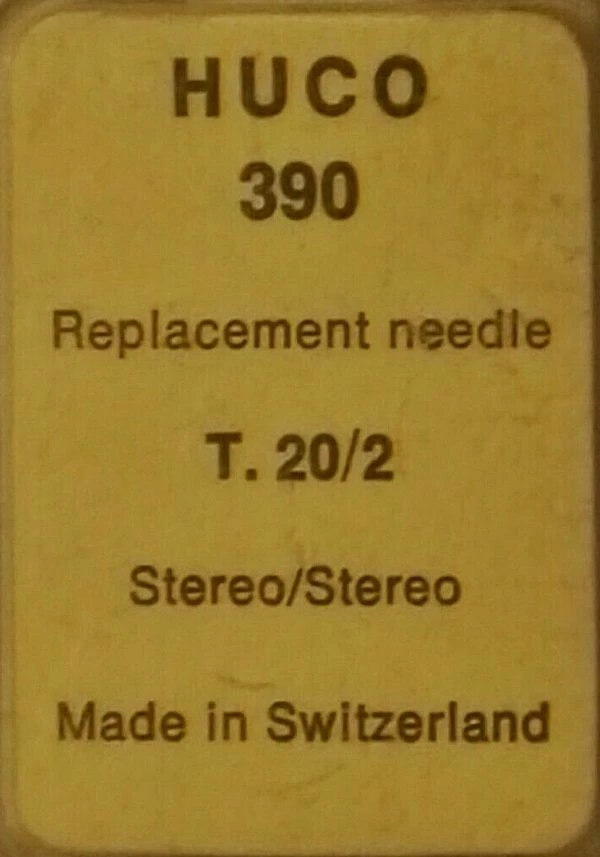 HUCO
390
Replacement needle
T. 20/2
Stereo/Stereo
Made in Switzerland